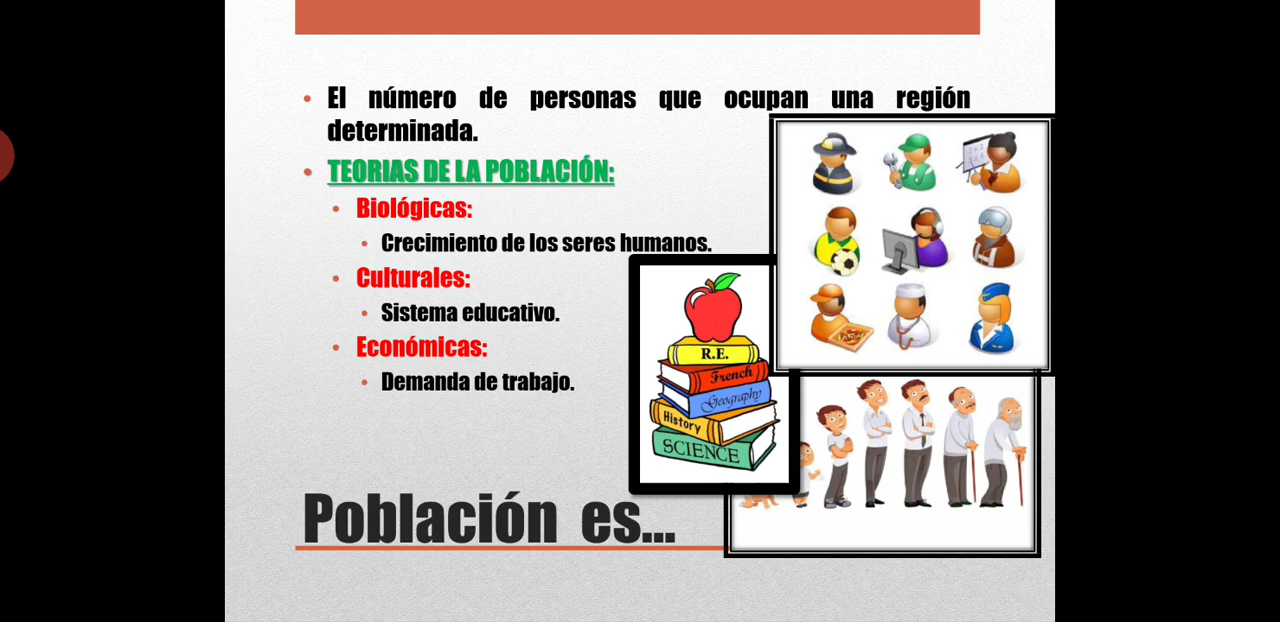 El número de personas que ocupan una región
determinada.
TEORIAS DE LA POBLACIÓN:
Biológicas:
Crecimiento de los seres humanos.
Culturales:
Sistema educativo.
Económicas:
Demanda de trabajo.
R.E.
French
Geography
History
SCIENCE
Población es...